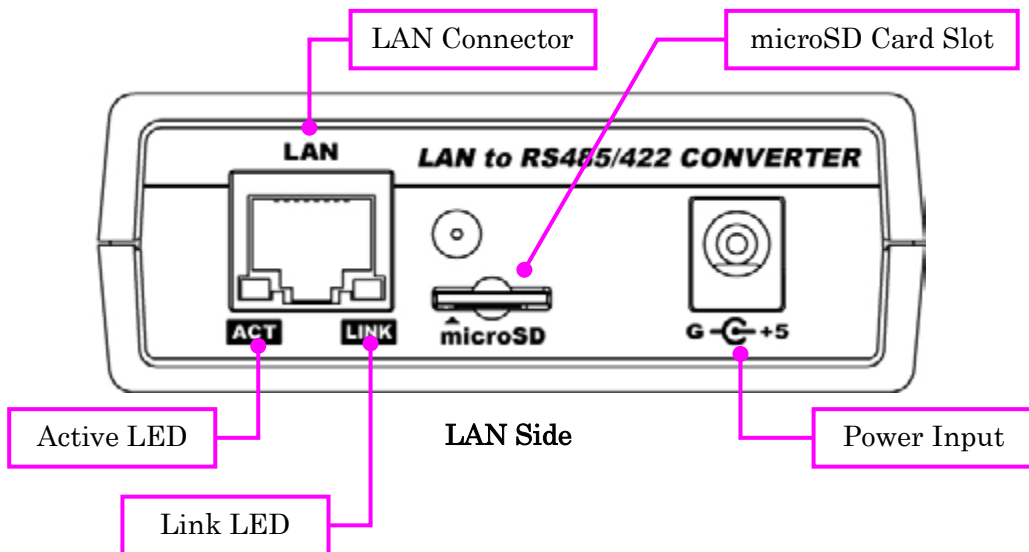 LAN Connector
microSD Card Slot
LAN
LAN to RS485/422 CONVERTER
ACT
LINK
microSD
G
+5
Active LED
LAN Side
Power Input
Link LED